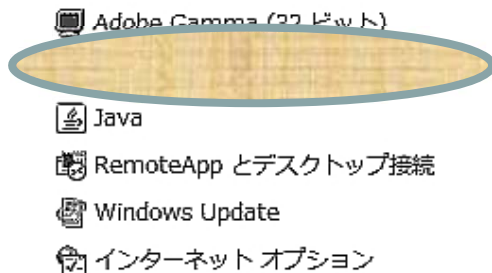 Adobe Gamma (32 ビット)
Java
RemoteApp とデスクトップ接続
Windows Update
インターネット オプション